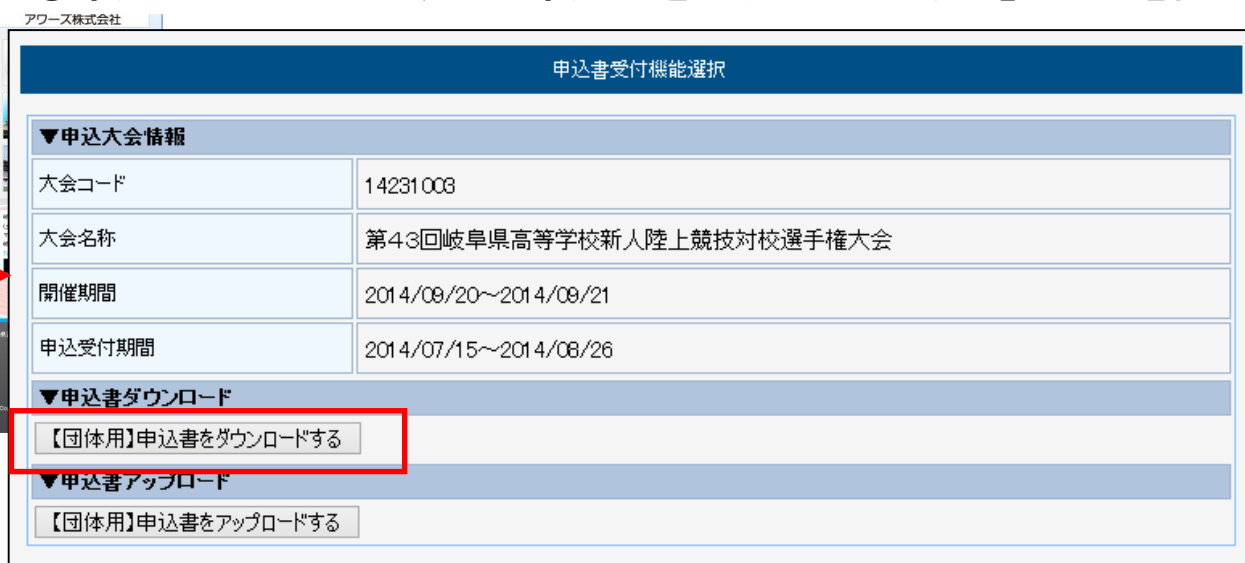 アワーズ株式会社
申込書受付機能選択
▼申込大会情報
大会コード 14231003
大会名称 第43回岐阜県高等学校新人陸上競技対校選手権大会
開催期間 2014/09/20～2014/09/21
申込受付期間 2014/07/15～2014/08/26
▼申込書ダウンロード
【団体用】申込書をダウンロードする
▼申込書アップロード
【団体用】申込書をアップロードする